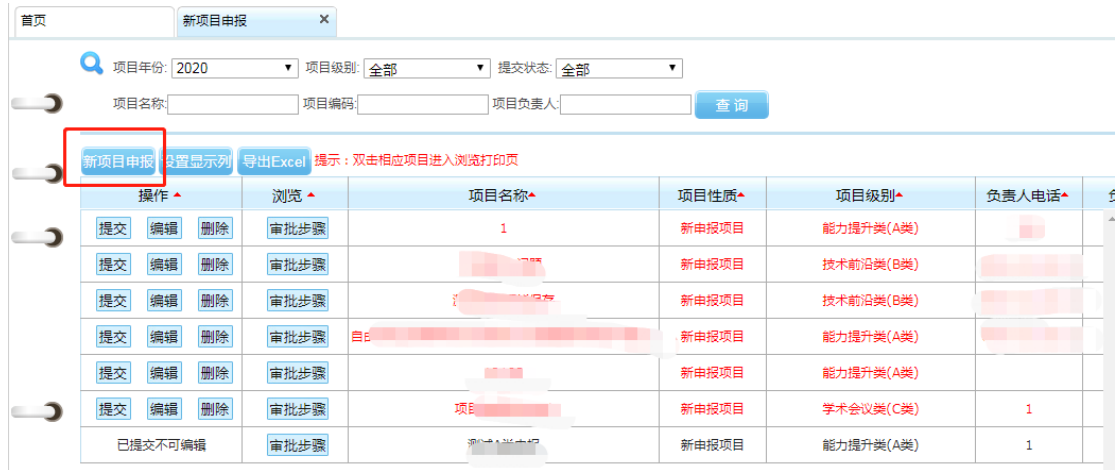 首页 新项目申报 ×
项目年份: 2020 项目级别: 全部 提交状态: 全部
项目名称: 项目编码: 项目负责人: 查 询
新项目申报 设置显示列 导出Excel 提示：双击相应项目进入浏览打印页
操作 浏览 项目名称 项目性质 项目级别 负责人电话
提交 编辑 删除 审批步骤 1 新申报项目 能力提升类(A类)
提交 编辑 删除 审批步骤 新申报项目 技术前沿类(B类)
提交 编辑 删除 审批步骤 新申报项目 技术前沿类(B类)
提交 编辑 删除 审批步骤 自由 新申报项目 能力提升类(A类)
提交 编辑 删除 审批步骤 新申报项目 能力提升类(A类)
提交 编辑 删除 审批步骤 项目 新申报项目 学术会议类(C类) 1
已提交不可编辑 审批步骤 新申报项目 能力提升类(A类) 1